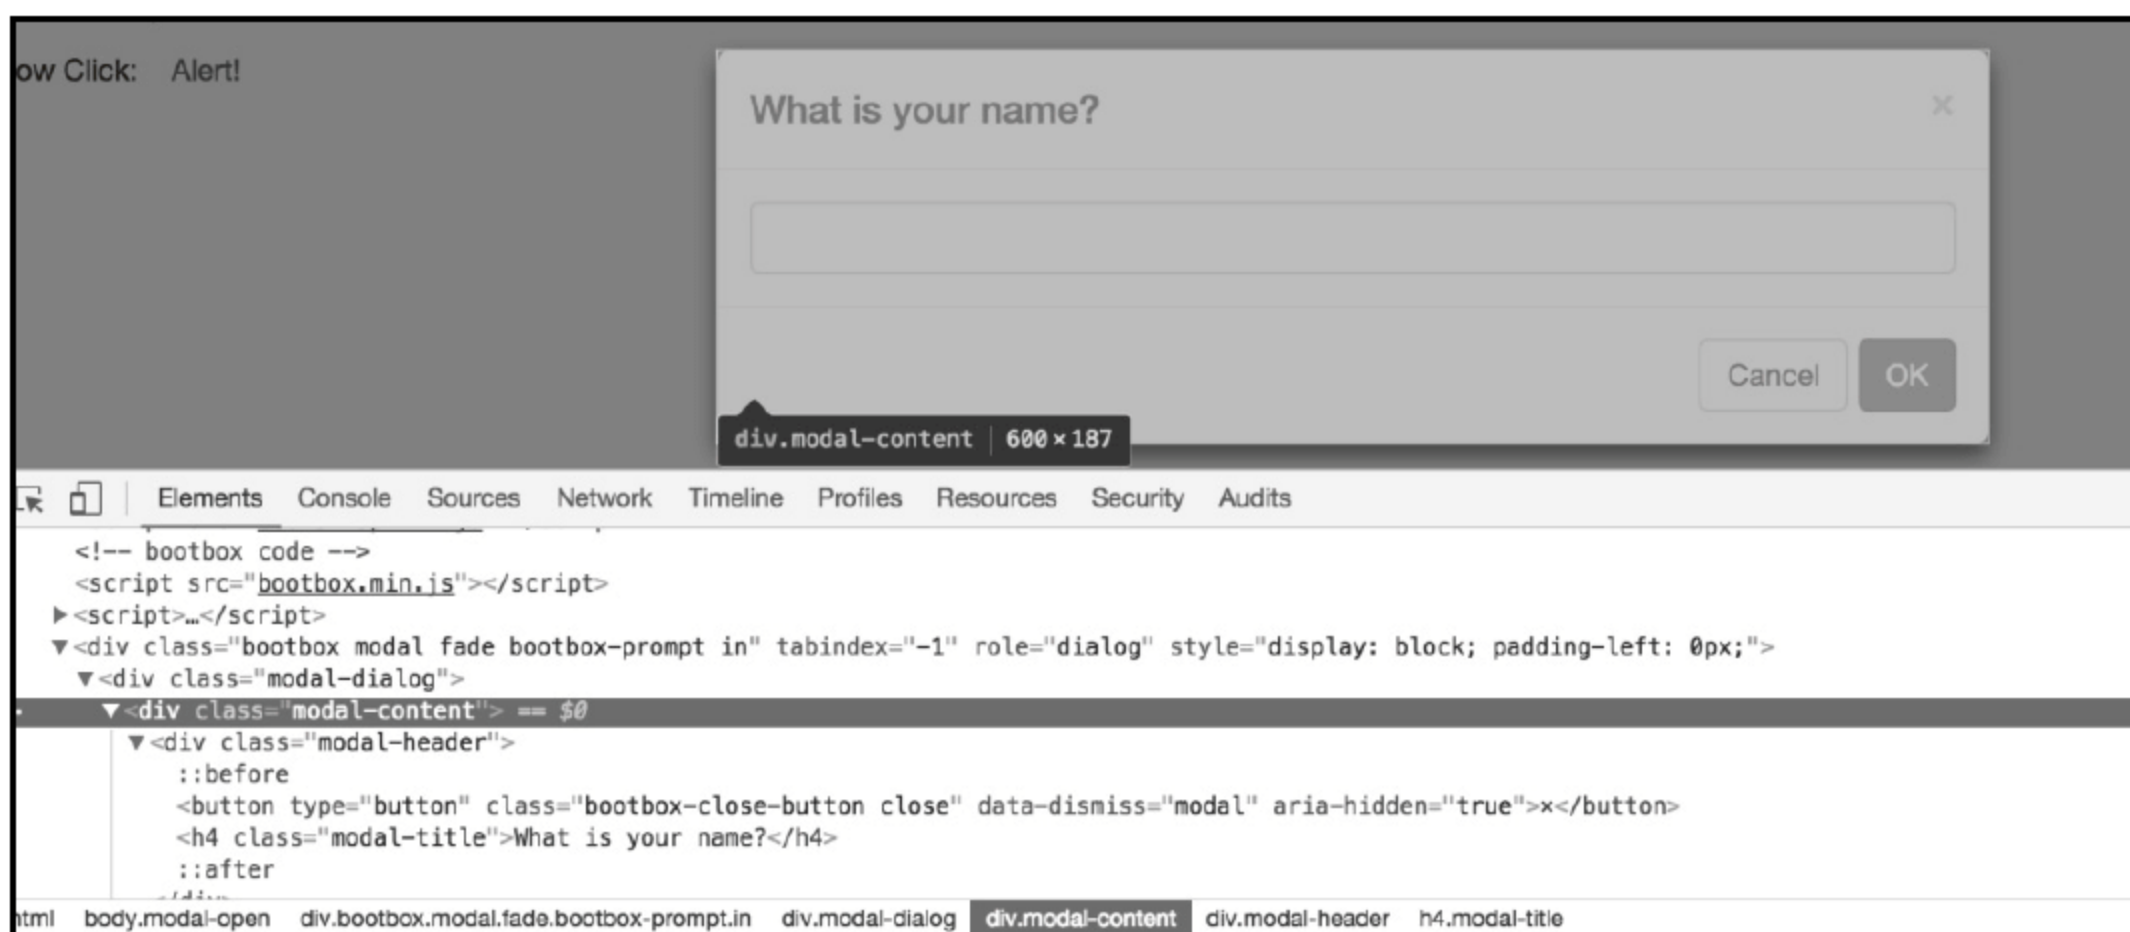 ow Click: Alert!
What is your name? ×
Cancel OK
div.modal-content 600 × 187
Elements Console Sources Network Timeline Profiles Resources Security Audits
<!-- bootbox code -->
<script src="bootbox.min.js"></script>
▶<script>…</script>
▼<div class="bootbox modal fade bootbox-prompt in" tabindex="-1" role="dialog" style="display: block; padding-left: 0px;">
▼<div class="modal-dialog">
▼<div class="modal-content"> == $0
▼<div class="modal-header">
::before
<button type="button" class="bootbox-close-button close" data-dismiss="modal" aria-hidden="true">×</button>
<h4 class="modal-title">What is your name?</h4>
::after
</div>
html body.modal-open div.bootbox.modal.fade.bootbox-prompt.in div.modal-dialog div.modal-content div.modal-header h4.modal-title